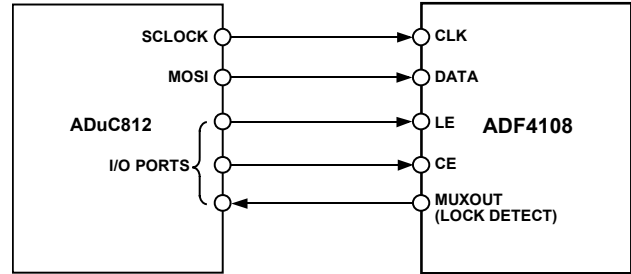 SCLOCK
MOSI
ADuC812
I/O PORTS
CLK
DATA
LE
ADF4108
CE
MUXOUT
(LOCK DETECT)